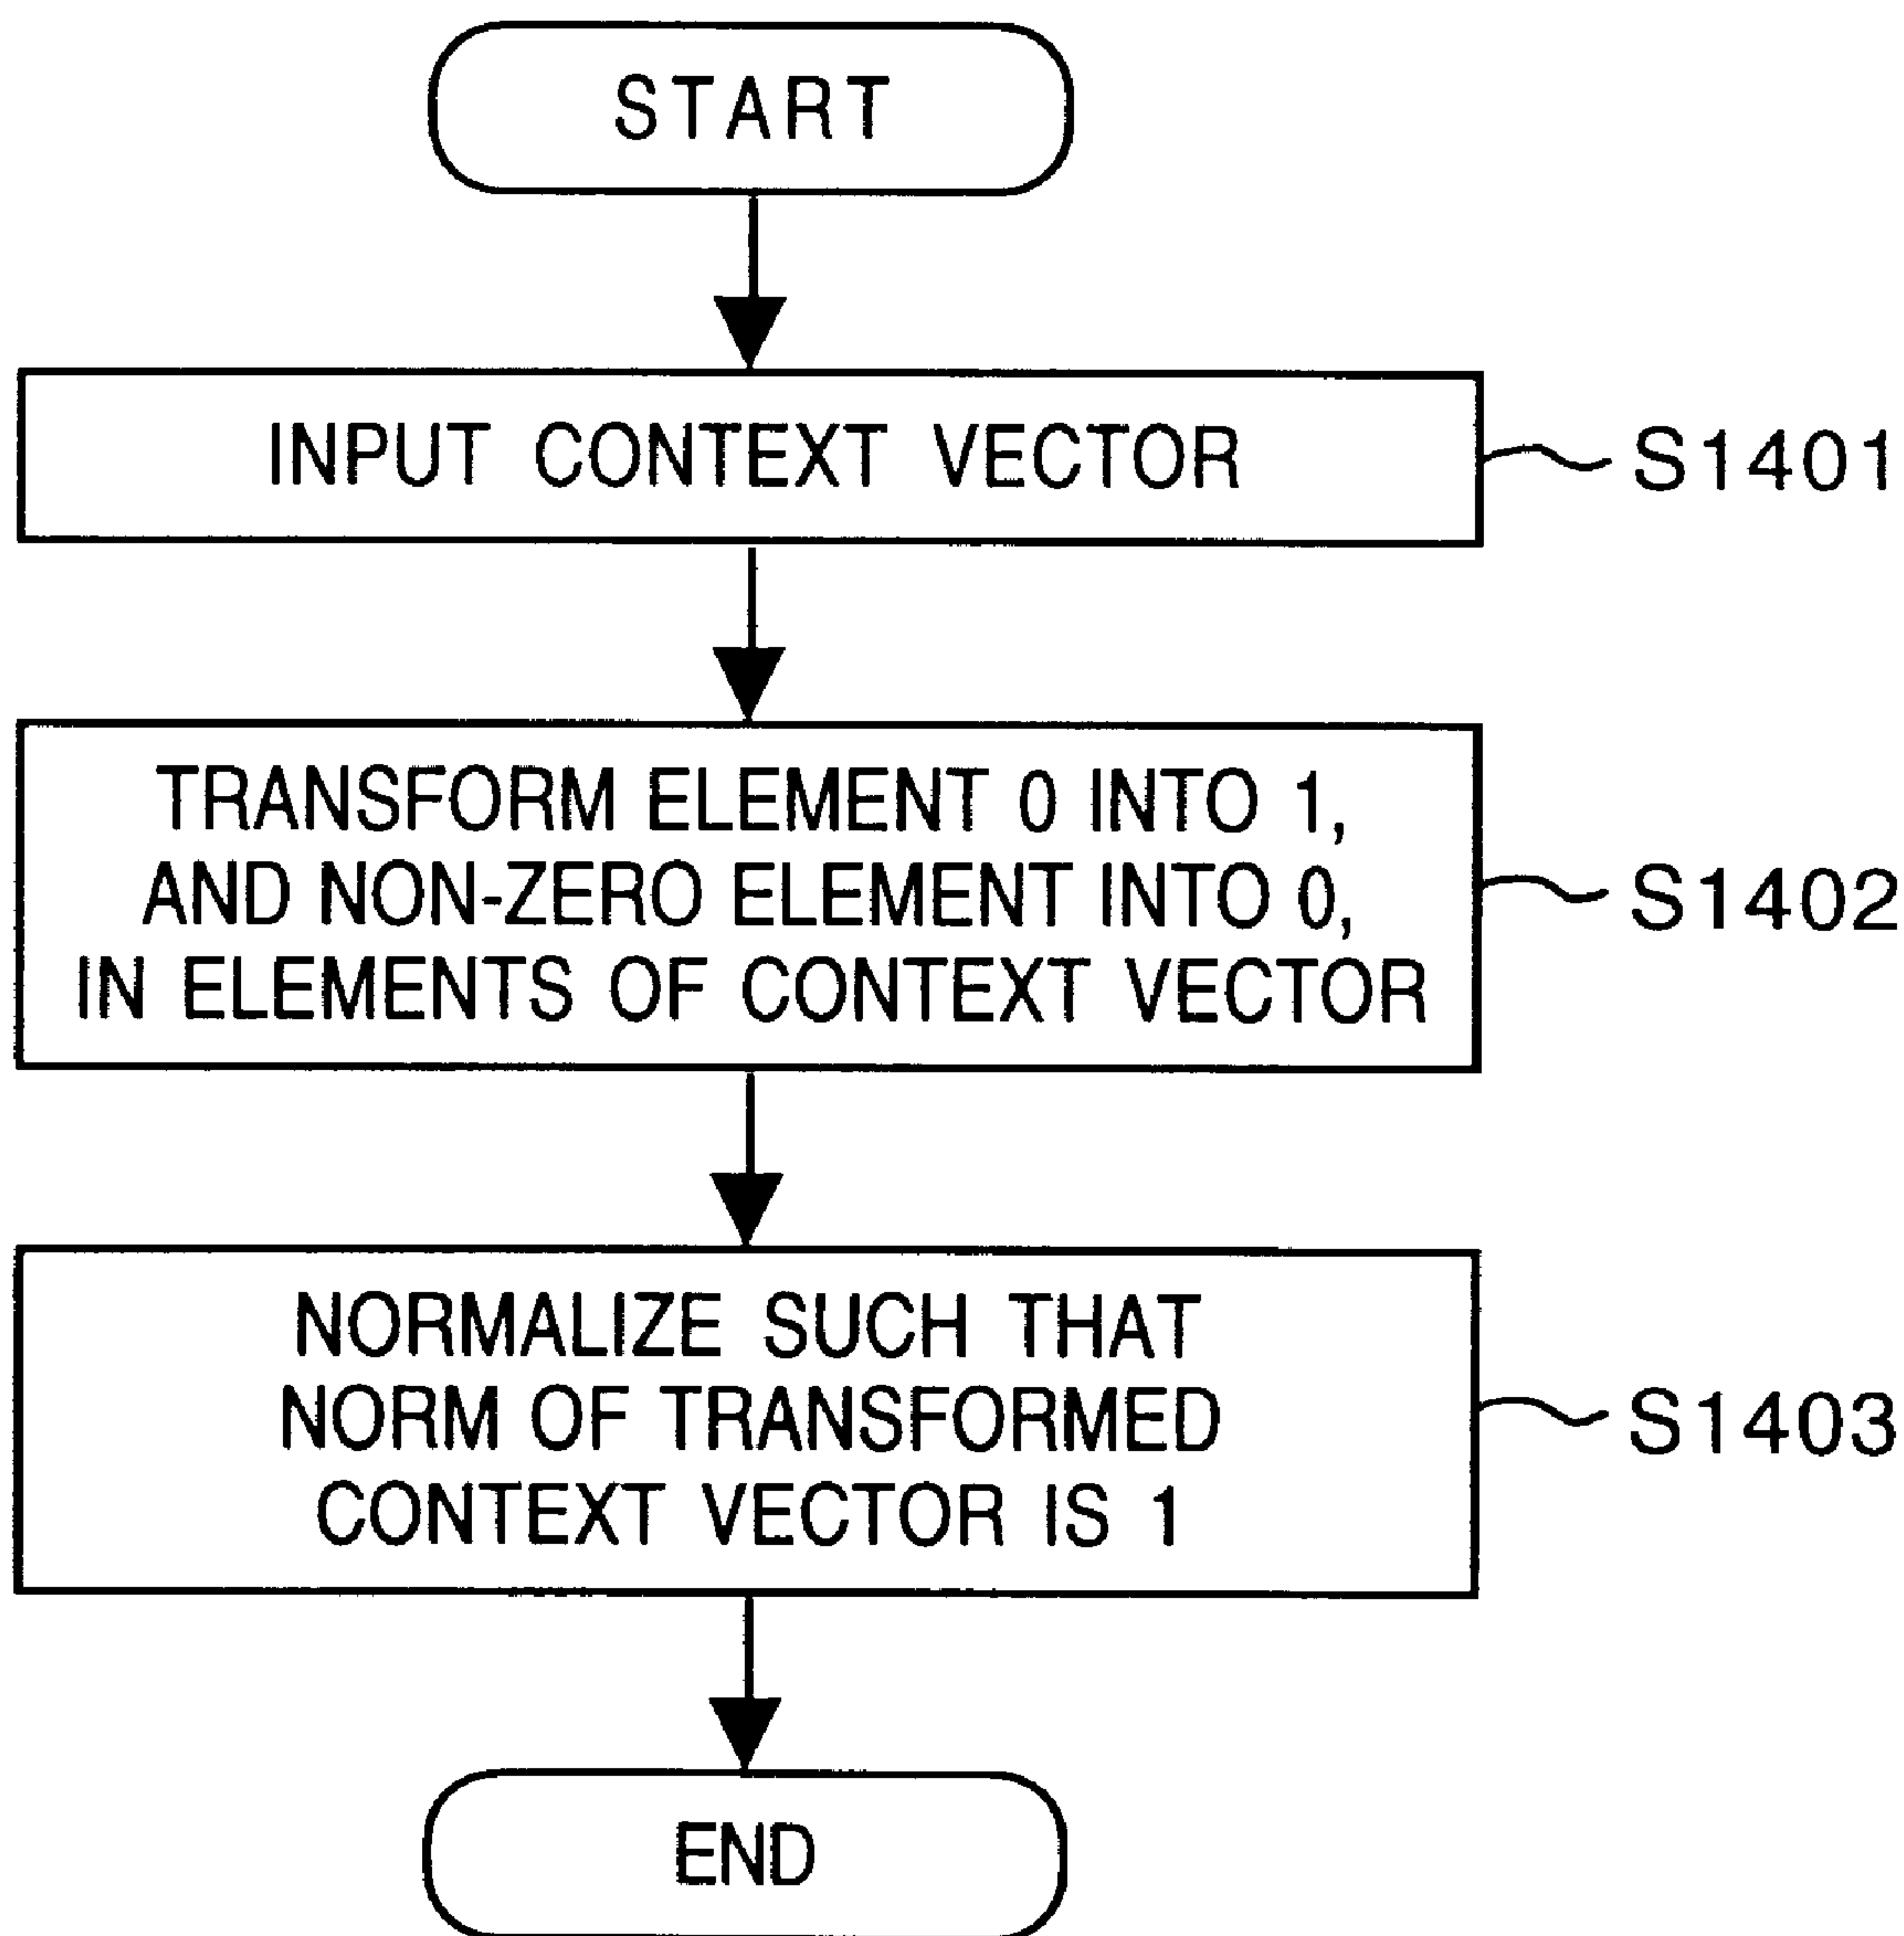 START
INPUT CONTEXT VECTOR
S1401
TRANSFORM ELEMENT 0 INTO 1,
AND NON-ZERO ELEMENT INTO 0,
IN ELEMENTS OF CONTEXT VECTOR
S1402
NORMALIZE SUCH THAT
NORM OF TRANSFORMED
CONTEXT VECTOR IS 1
S1403
END